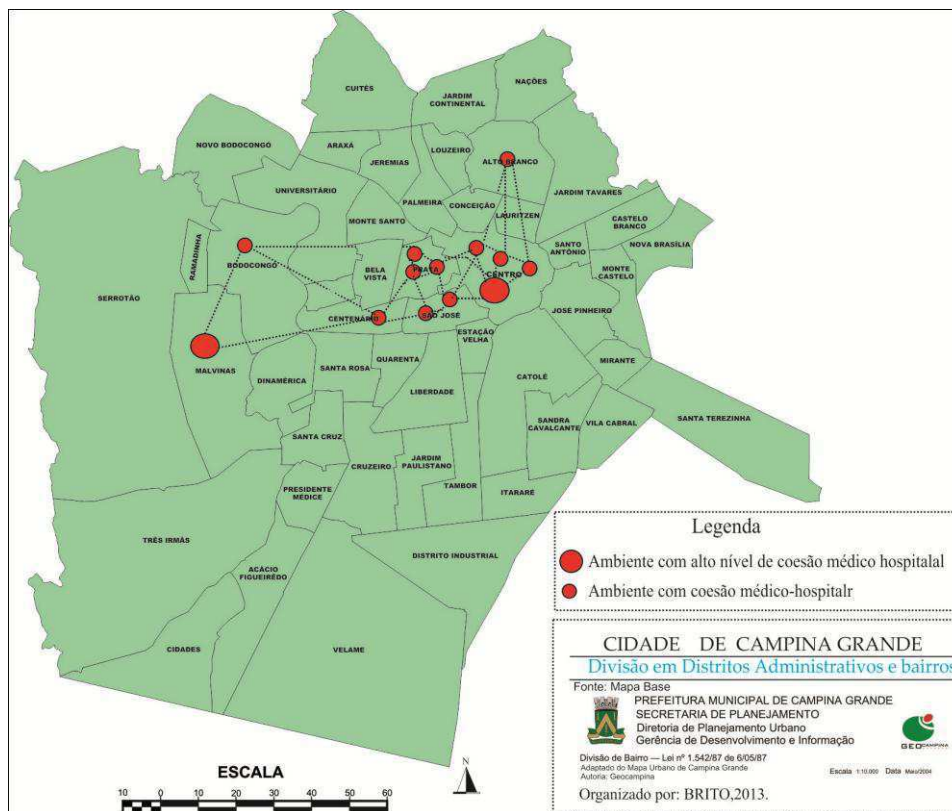 NAÇÕES
CUITÉS
JARDIM
CONTINENTAL
NOVO BODOCONGO
ARAXÁ
LOUZEIRO
JEREMIAS
ALTO BRANCO
UNIVERSITÁRIO
JARDIM TAVARES
PALMEIRA
CONCEIÇÃO
LAURITZEN
MONTE SANTO
CASTELO
BRANCO
RAMADINHA
SANTO
ANTÔNIO
NOVA BRASÍLIA
BODOCONGO
BELA
VISTA
PRATA
CENTRO
MONTE
CASTELO
SERROTÃO
CENTENÁRIO
SÃO JOSÉ
JOSÉ PINHEIRO
ESTAÇÃO
VELHA
MALVINAS
DINAMÉRICA
SANTA ROSA
QUARENTA
MIRANTE
CATOLÉ
LIBERDADE
SANTA TEREZINHA
SANDRA
CAVALCANTE
VILA CABRAL
SANTA CRUZ
CRUZEIRO
JARDIM
PAULISTANO
TAMBOR
ITARARÉ
PRESIDENTE
MÉDICE
TRÊS IRMÃS
DISTRITO INDUSTRIAL
ACÁCIO
FIGUEIRÊDO
CIDADES
VELAME
Legenda
Ambiente com alto nível de coesão médico hospitalal
Ambiente com coesão médico-hospitalr
CIDADE DE CAMPINA GRANDE
Divisão em Distritos Administrativos e bairros
Fonte: Mapa Base
PREFEITURA MUNICIPAL DE CAMPINA GRANDE
SECRETARIA DE PLANEJAMENTO
Diretoria de Planejamento Urbano
Gerência de Desenvolvimento e Informação
GEOCAMPINA
Divisão de Bairro — Lei nº 1.542/87 de 6/05/87
Adaptado do Mapa Urbano de Campina Grande
Autoria: Geocampina
Escala 1:10.000 Data Maio/2004
Organizado por: BRITO,2013.
ESCALA
N
10 0 10 20 30 40 50 60